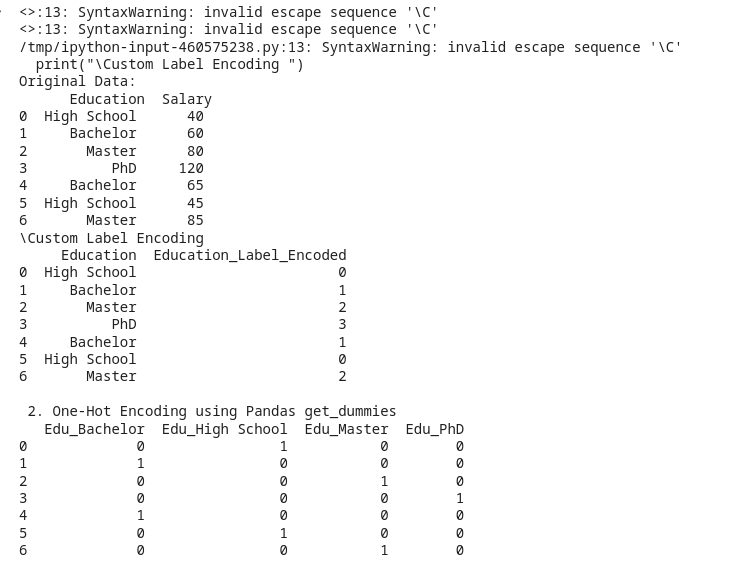 <>:13: SyntaxWarning: invalid escape sequence '\C'
<>:13: SyntaxWarning: invalid escape sequence '\C'
/tmp/ipython-input-460575238.py:13: SyntaxWarning: invalid escape sequence '\C'
  print("\Custom Label Encoding ")
Original Data:
      Education  Salary
0  High School      40
1     Bachelor      60
2       Master      80
3          PhD     120
4     Bachelor      65
5  High School      45
6       Master      85
\Custom Label Encoding
     Education  Education_Label_Encoded
0  High School                        0
1     Bachelor                        1
2       Master                        2
3          PhD                        3
4     Bachelor                        1
5  High School                        0
6       Master                        2

 2. One-Hot Encoding using Pandas get_dummies
   Edu_Bachelor  Edu_High School  Edu_Master  Edu_PhD
0             0                1           0        0
1             1                0           0        0
2             0                0           1        0
3             0                0           0        1
4             1                0           0        0
5             0                1           0        0
6             0                0           1        0